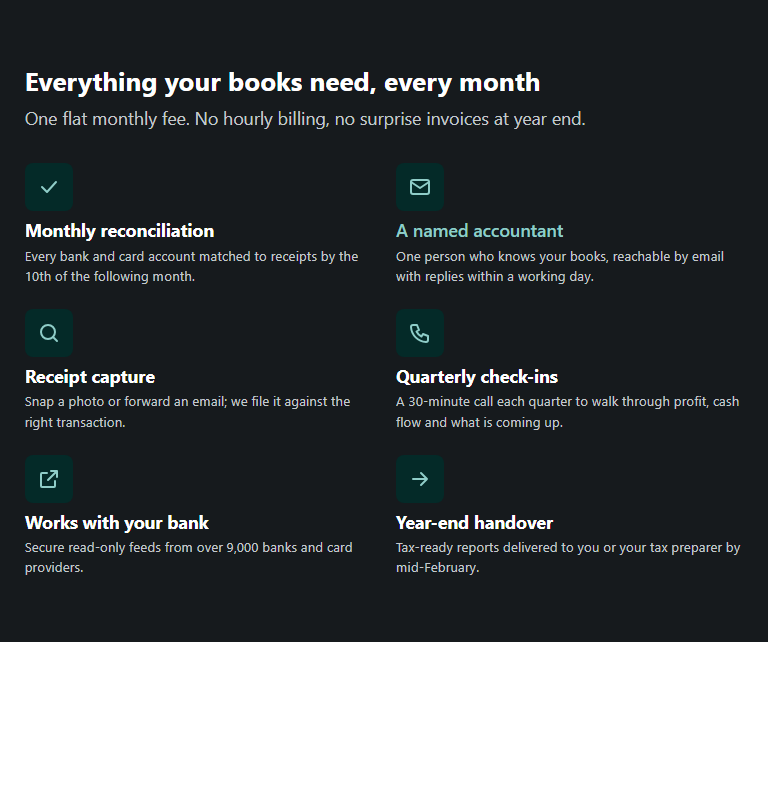 Everything your books need, every month
One flat monthly fee. No hourly billing, no surprise invoices at year end.
Monthly reconciliation
Every bank and card account matched to receipts by the
10th of the following month.
A named accountant
One person who knows your books, reachable by email
with replies within a working day.
Receipt capture
Snap a photo or forward an email; we file it against the
right transaction.
Quarterly check-ins
A 30-minute call each quarter to walk through profit, cash
flow and what is coming up.
Works with your bank
Secure read-only feeds from over 9,000 banks and card
providers.
Year-end handover
Tax-ready reports delivered to you or your tax preparer by
mid-February.